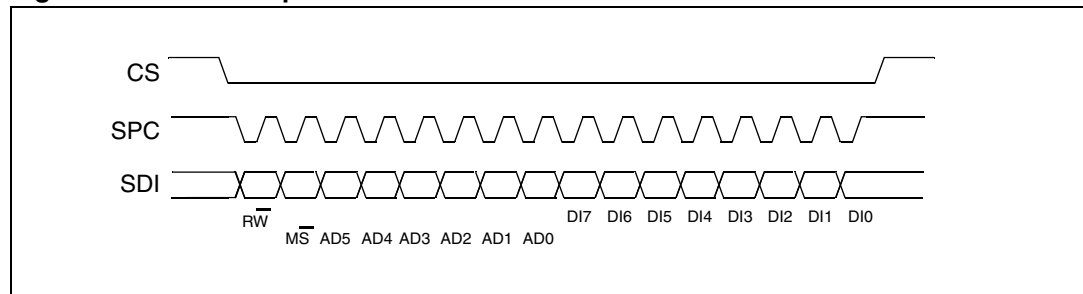 CS
SPC
SDI
RW DI7 DI6 DI5 DI4 DI3 DI2 DI1 DI0
MS AD5 AD4 AD3 AD2 AD1 AD0